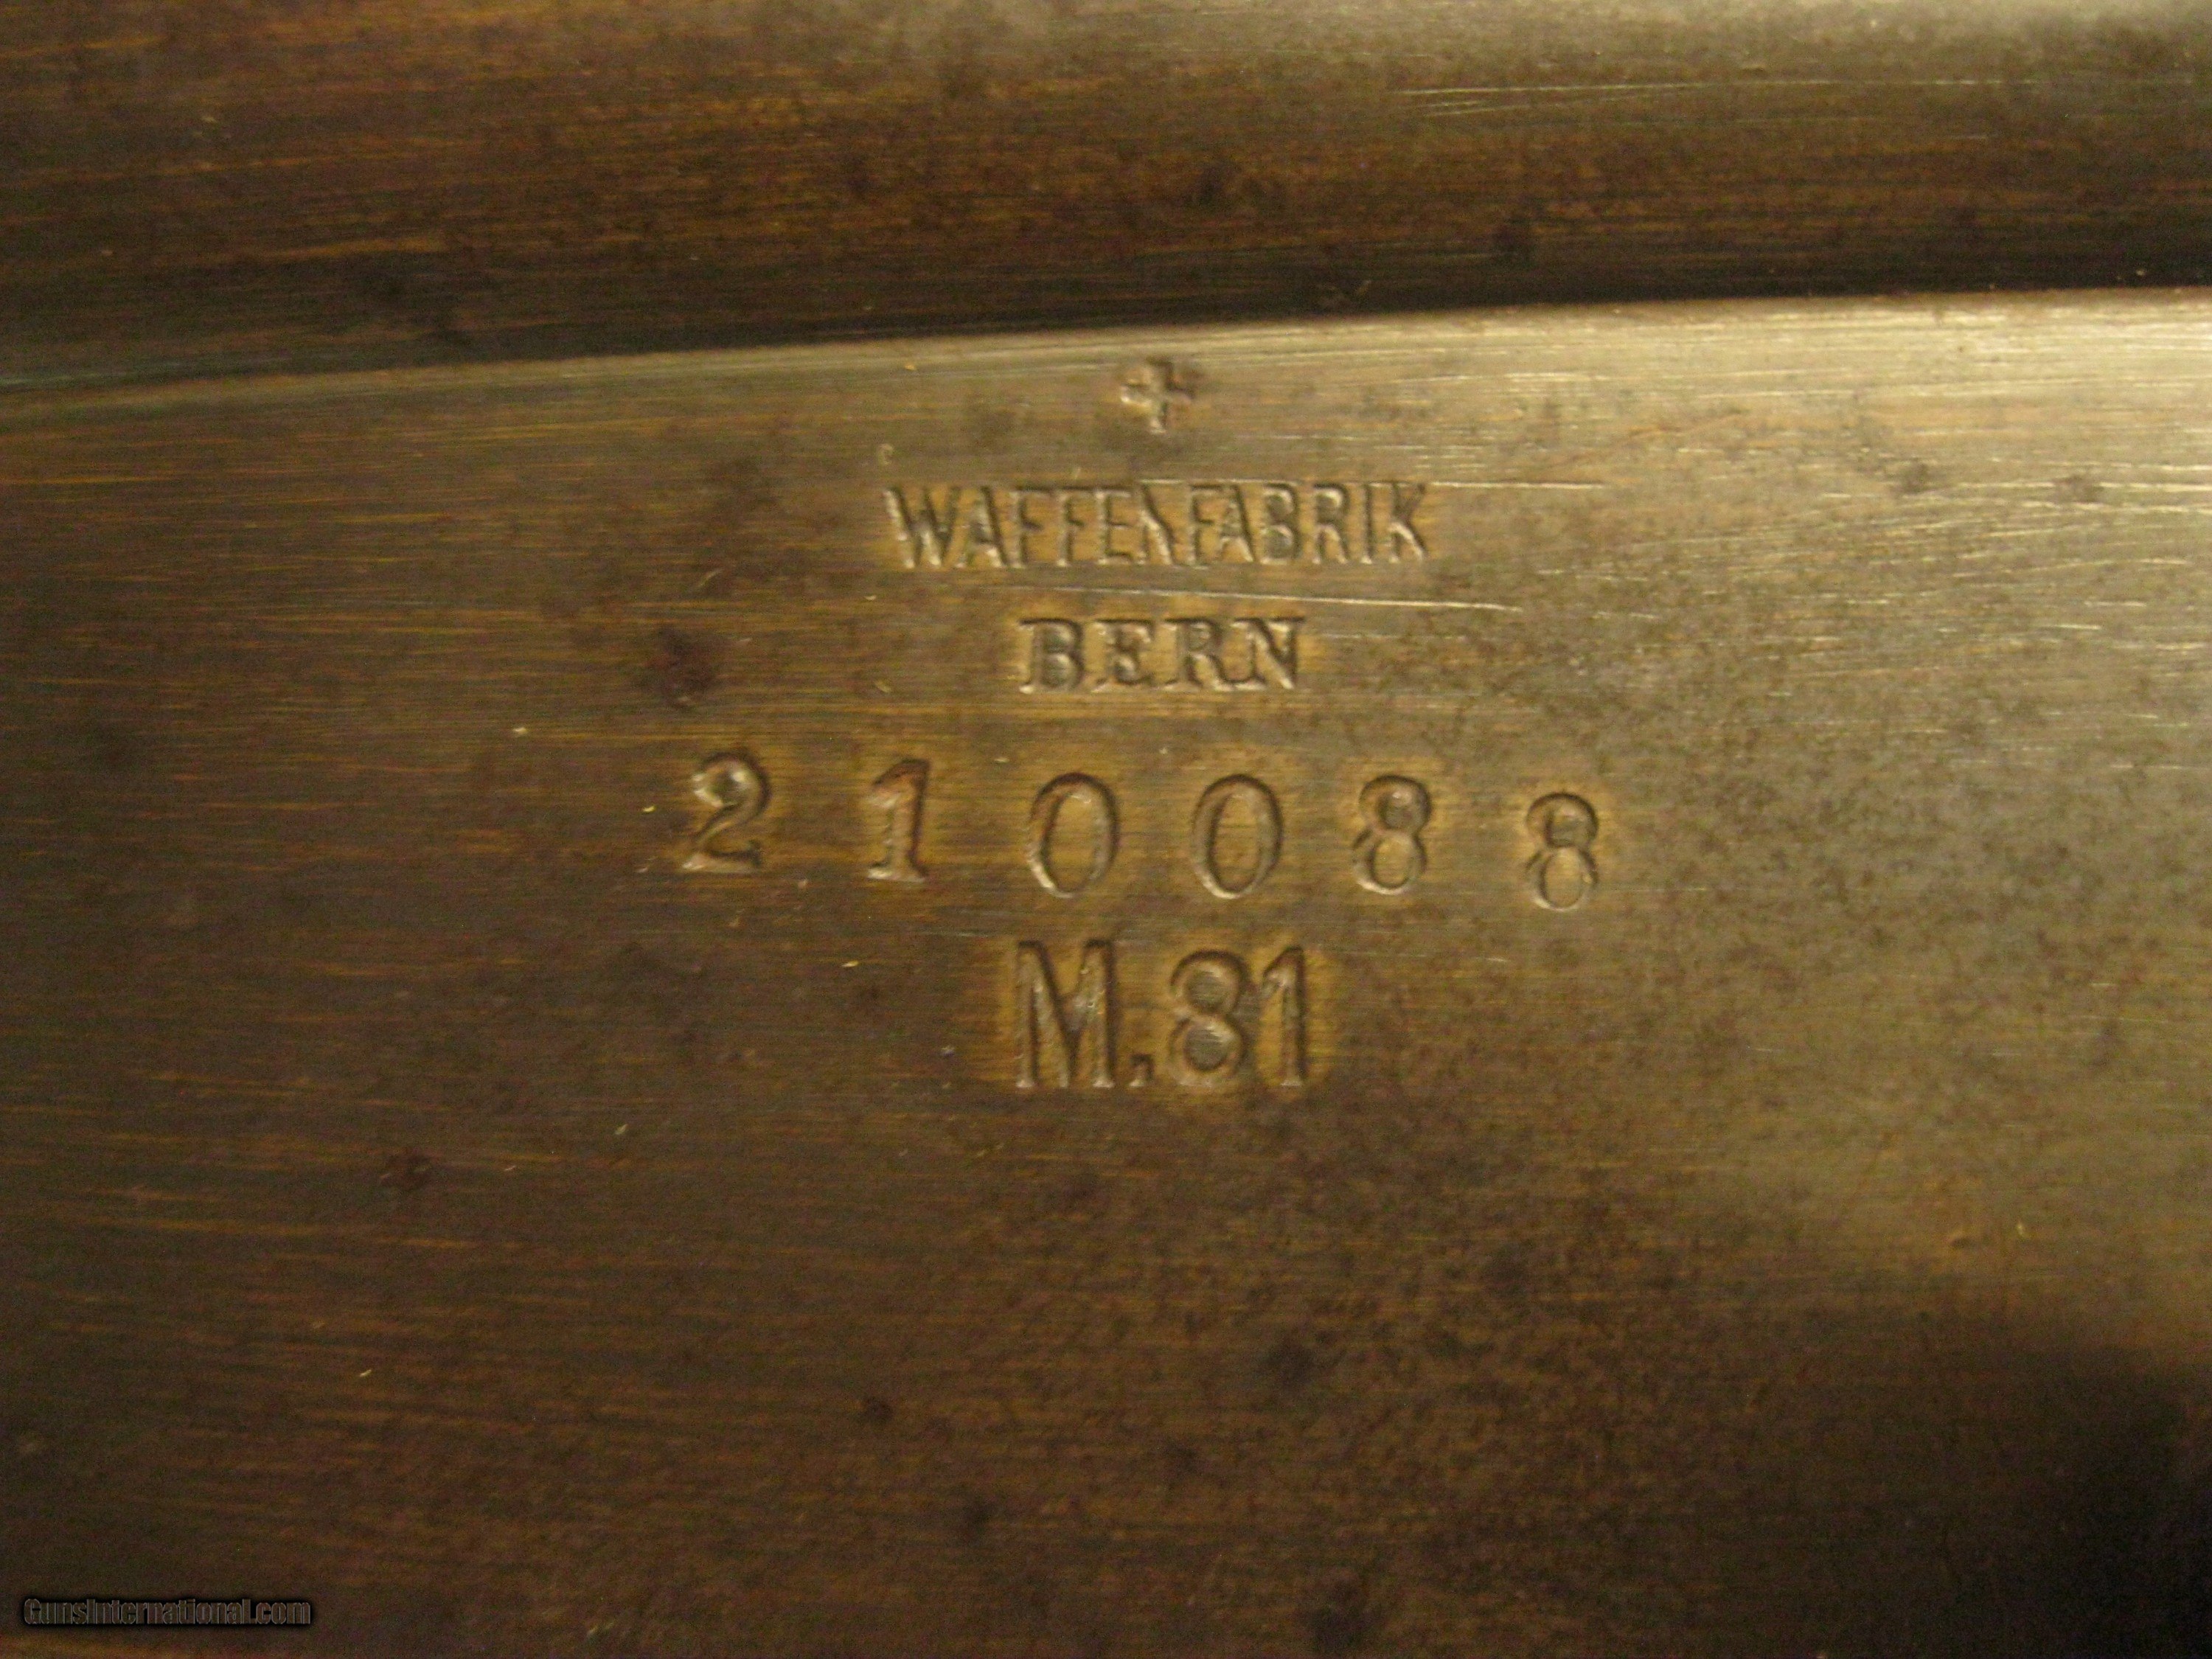 WAFFENFABRIK
BERN
210088
M.81
GunsInternational.com